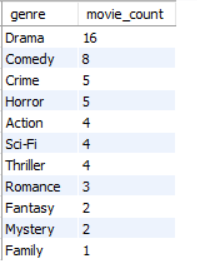 genre movie_count
Drama 16
Comedy 8
Crime 5
Horror 5
Action 4
Sci-Fi 4
Thriller 4
Romance 3
Fantasy 2
Mystery 2
Family 1